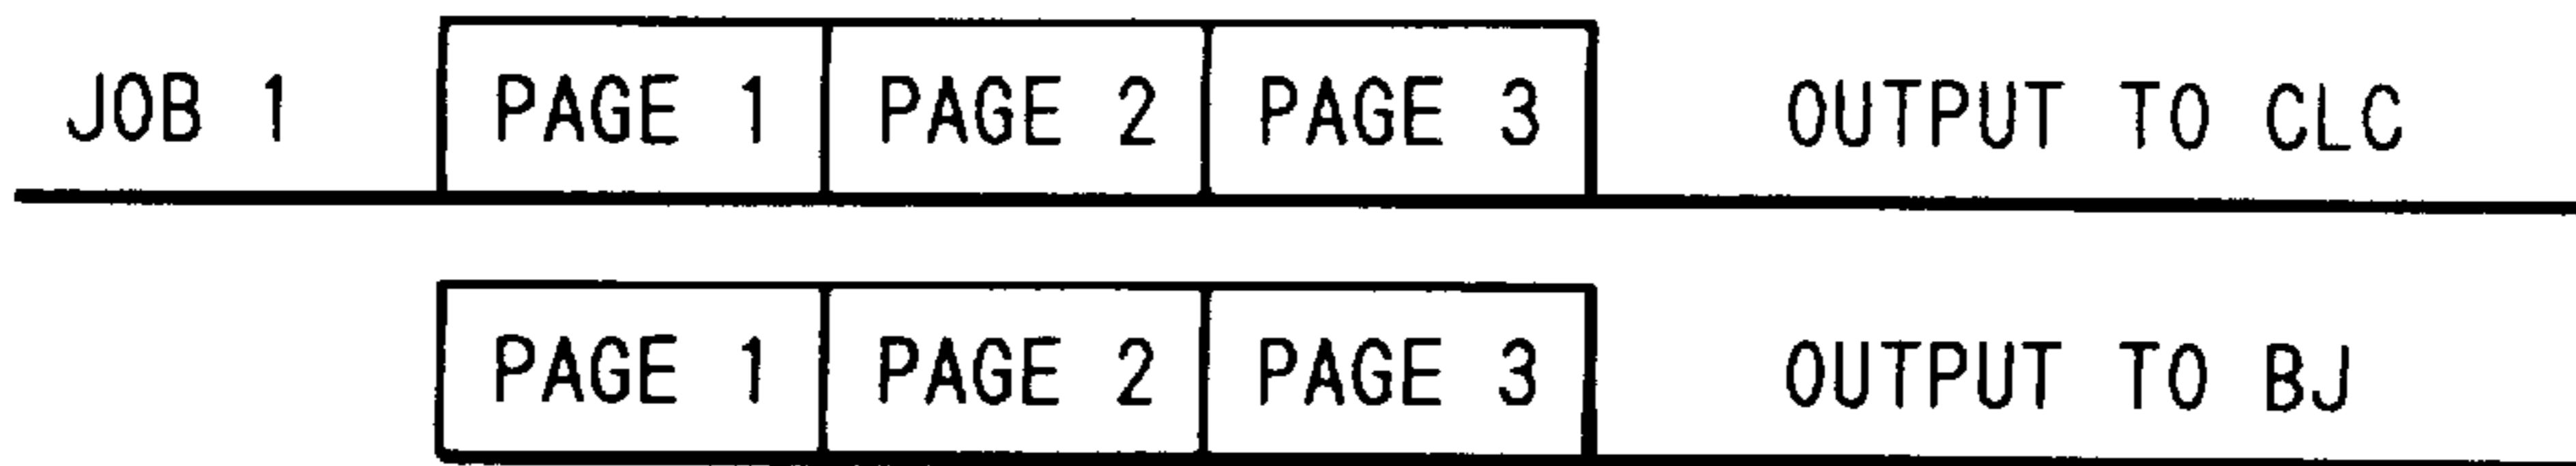 JOB 1 PAGE 1 PAGE 2 PAGE 3 OUTPUT TO CLC
PAGE 1 PAGE 2 PAGE 3 OUTPUT TO BJ